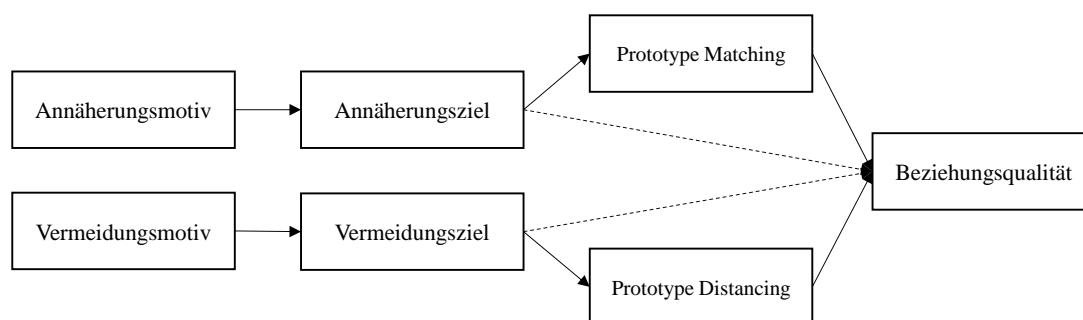 Prototype Matching
Annäherungsmotiv
Annäherungsziel
Beziehungsqualität
Vermeidungsmotiv
Vermeidungsziel
Prototype Distancing